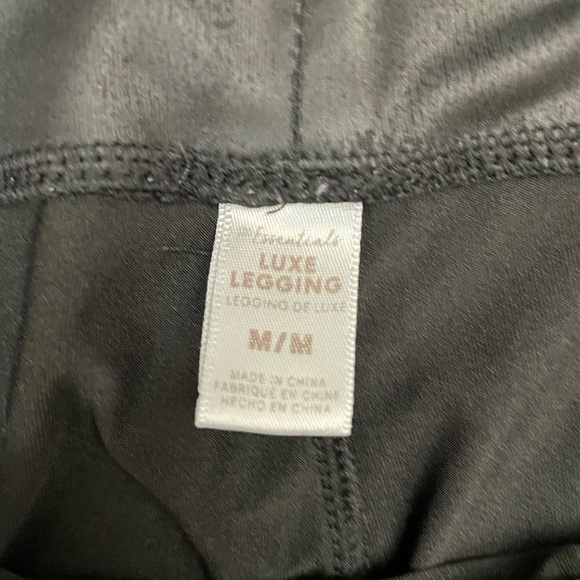 Essentials
LUXE
LEGGING
LEGGING DE LUXE
M/M
MADE IN CHINA
FABRIQUÉ EN CHINE
HECHO EN CHINA